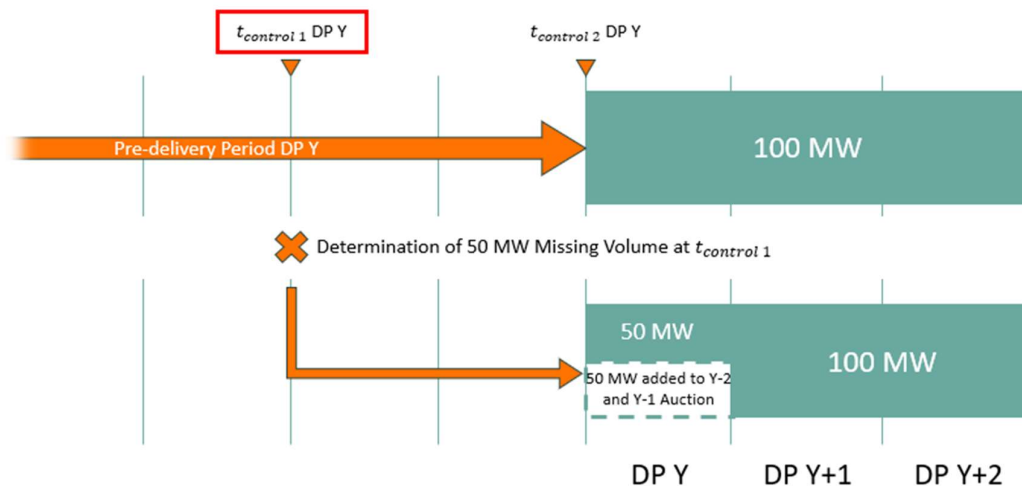 t_control 1 DP Y
t_control 2 DP Y
Pre-delivery Period DP Y
100 MW
Determination of 50 MW Missing Volume at t_control 1
50 MW
100 MW
50 MW added to Y-2
and Y-1 Auction
DP Y
DP Y+1
DP Y+2